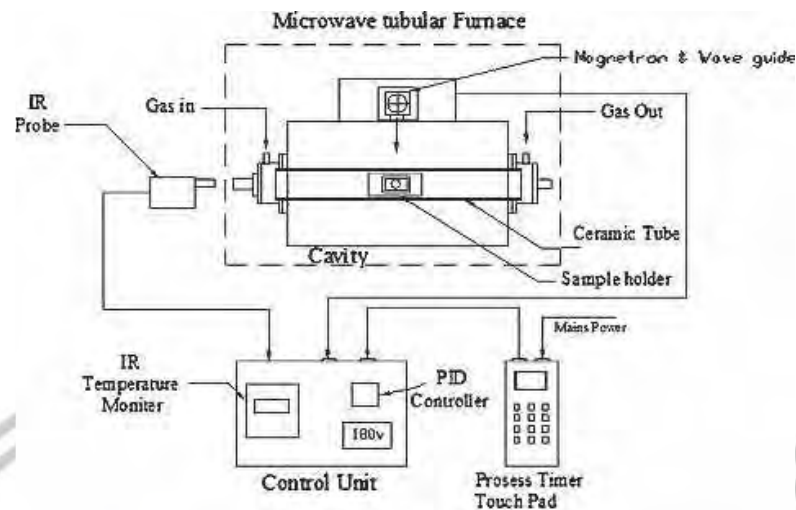 Microwave tubular Furnace
Magnetron & Wave guide
IR
Probe
Gas in
Gas Out
Ceramic Tube
Cavity
Sample holder
Mains Power
IR
Temperature
Moniter
PID
Controller
180v
Control Unit
Prosess Timer
Touch Pad